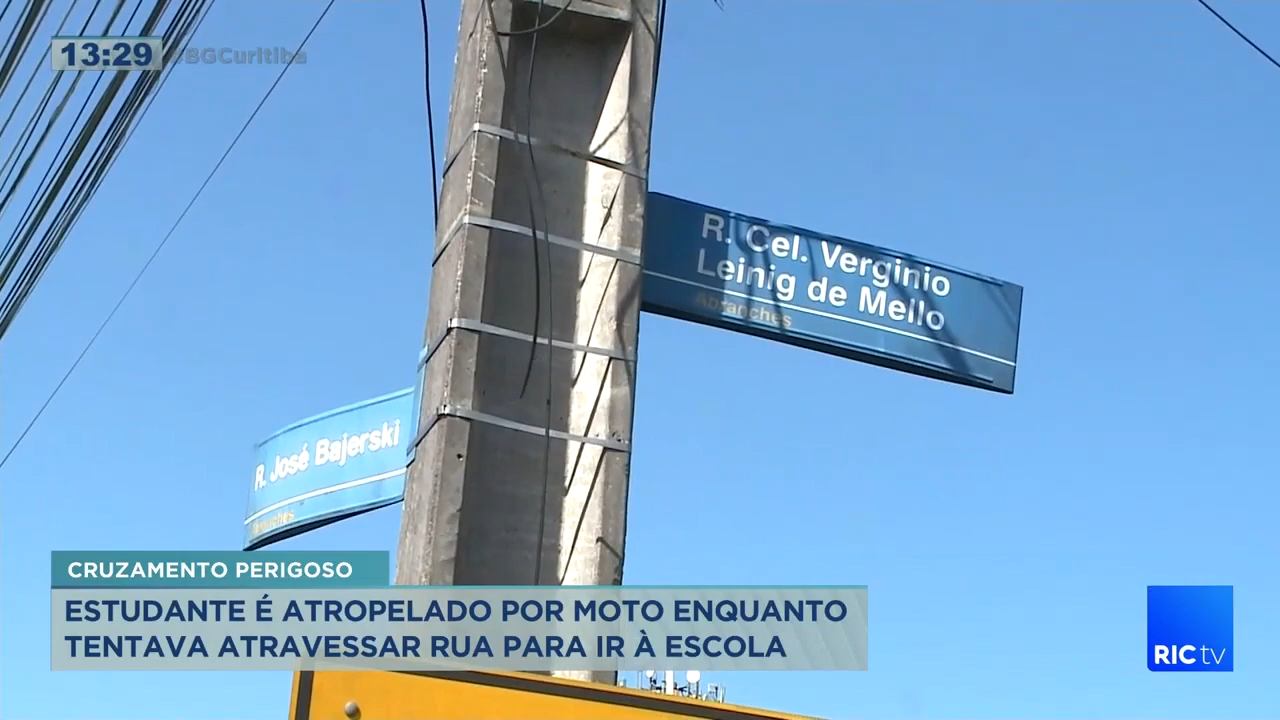 13:29
@BGCuritiba
R. Cel. Verginio
Leinig de Mello
Abranches
R. José Bajerski
Abranches
CRUZAMENTO PERIGOSO
ESTUDANTE É ATROPELADO POR MOTO ENQUANTO
TENTAVA ATRAVESSAR RUA PARA IR À ESCOLA
RICtv